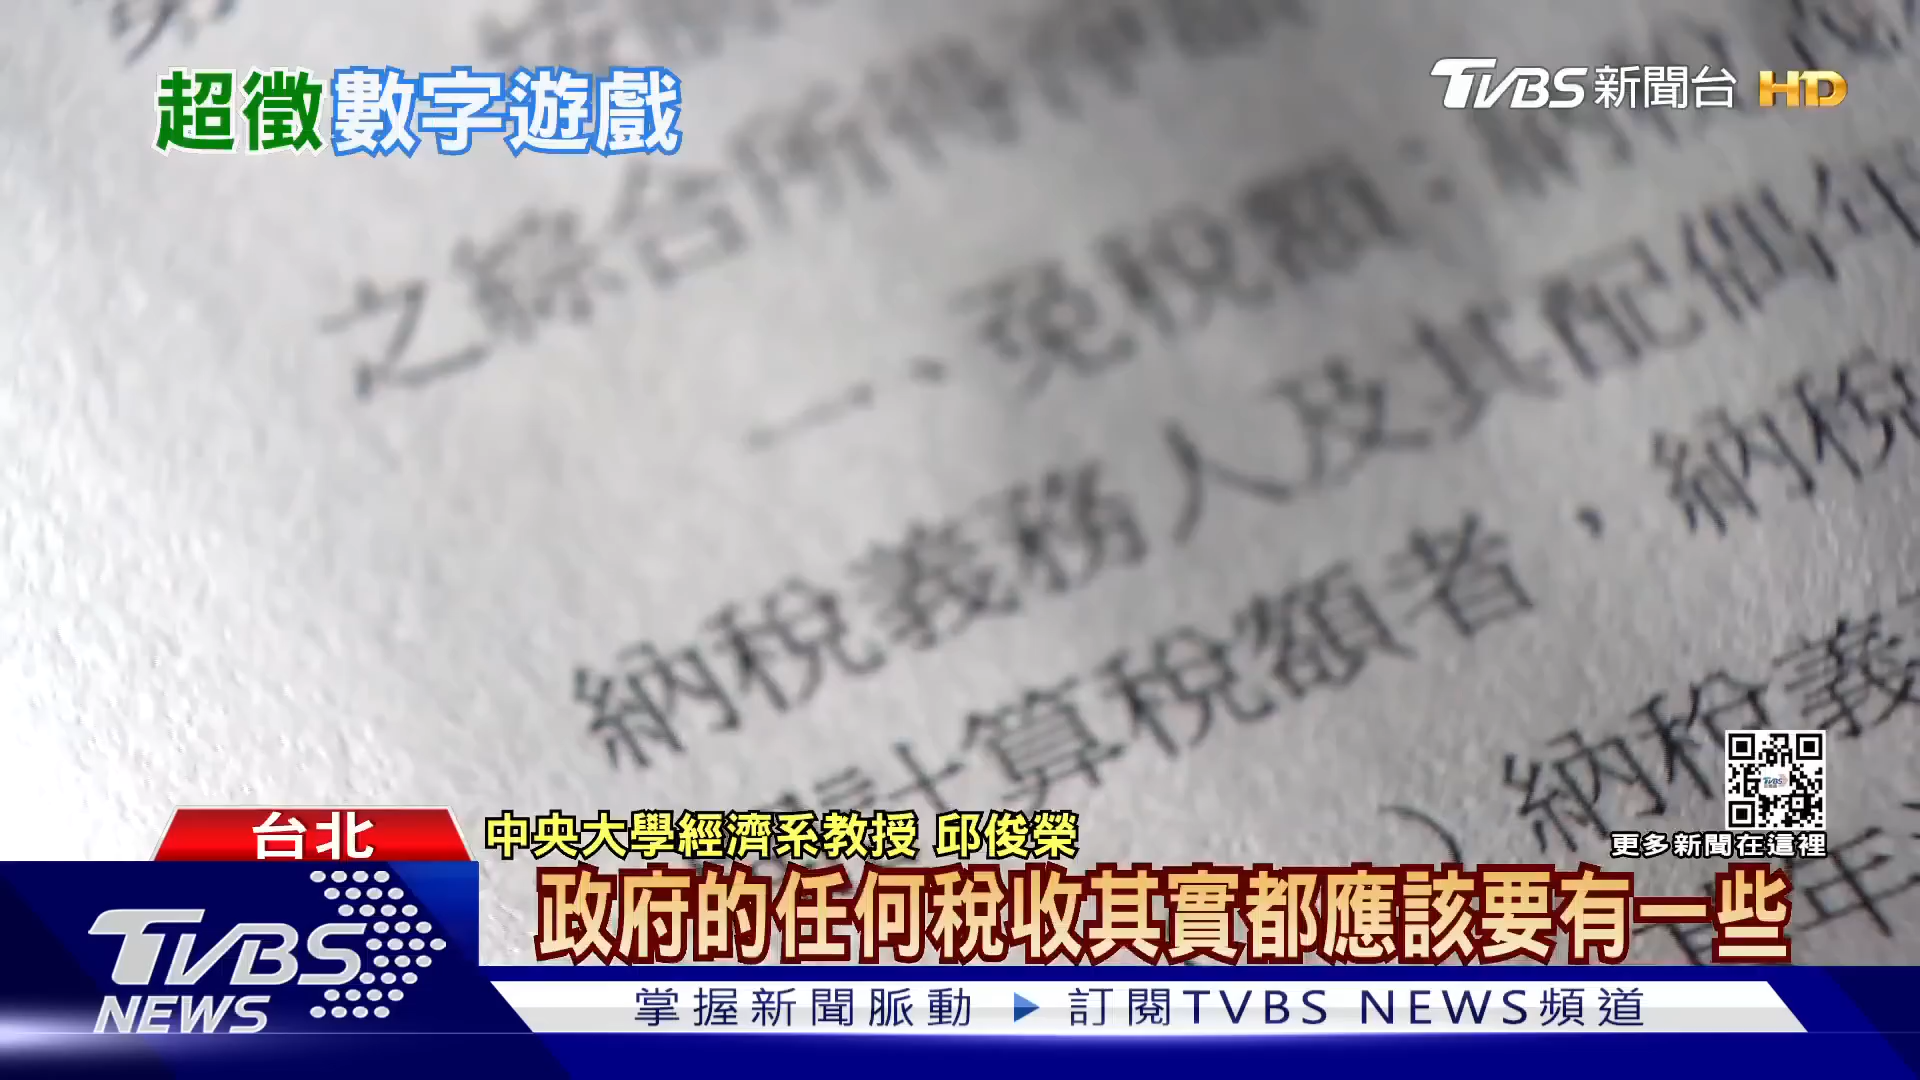 超徵數字遊戲
TVBS新聞台 HD
之綜合所得
一、免稅額：納稅
納稅義務人及其配偶年
計算稅額者，納稅
）納稅義
年
TVBS
更多新聞在這裡
台北
中央大學經濟系教授 邱俊榮
政府的任何稅收其實都應該要有一些
TVBS
NEWS
掌握新聞脈動 ▶ 訂閱TVBS NEWS頻道